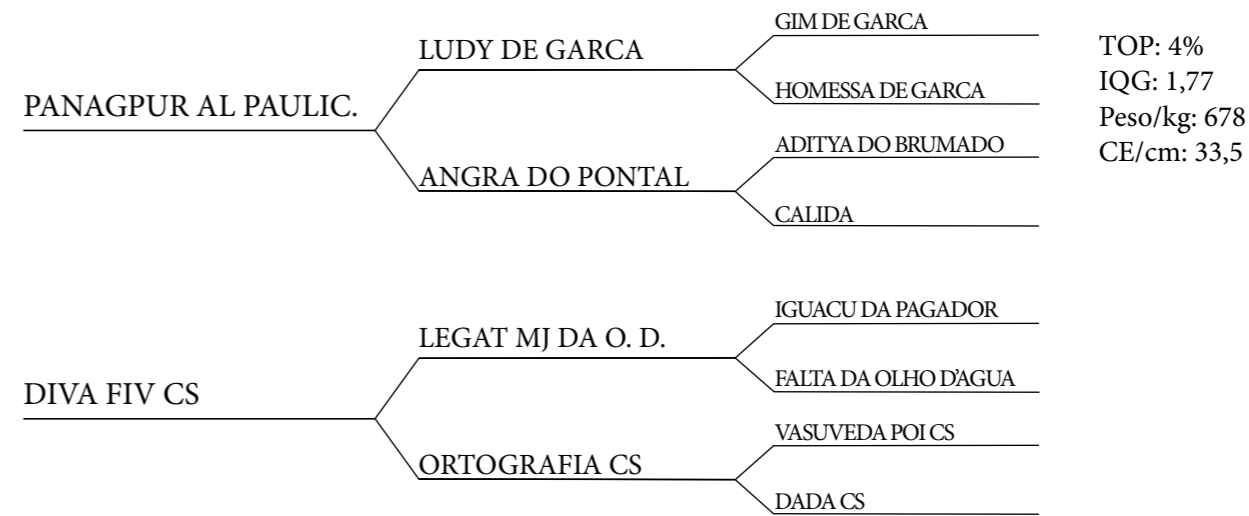 GIM DE GARCA
LUDY DE GARCA
HOMESSA DE GARCA
PANAGPUR AL PAULIC.
ADITYA DO BRUMADO
ANGRA DO PONTAL
CALIDA
TOP: 4%
IQG: 1,77
Peso/kg: 678
CE/cm: 33,5
IGUACU DA PAGADOR
LEGAT MJ DA O. D.
FALTA DA OLHO D'AGUA
DIVA FIV CS
VASUVEDA POI CS
ORTOGRAFIA CS
DADA CS